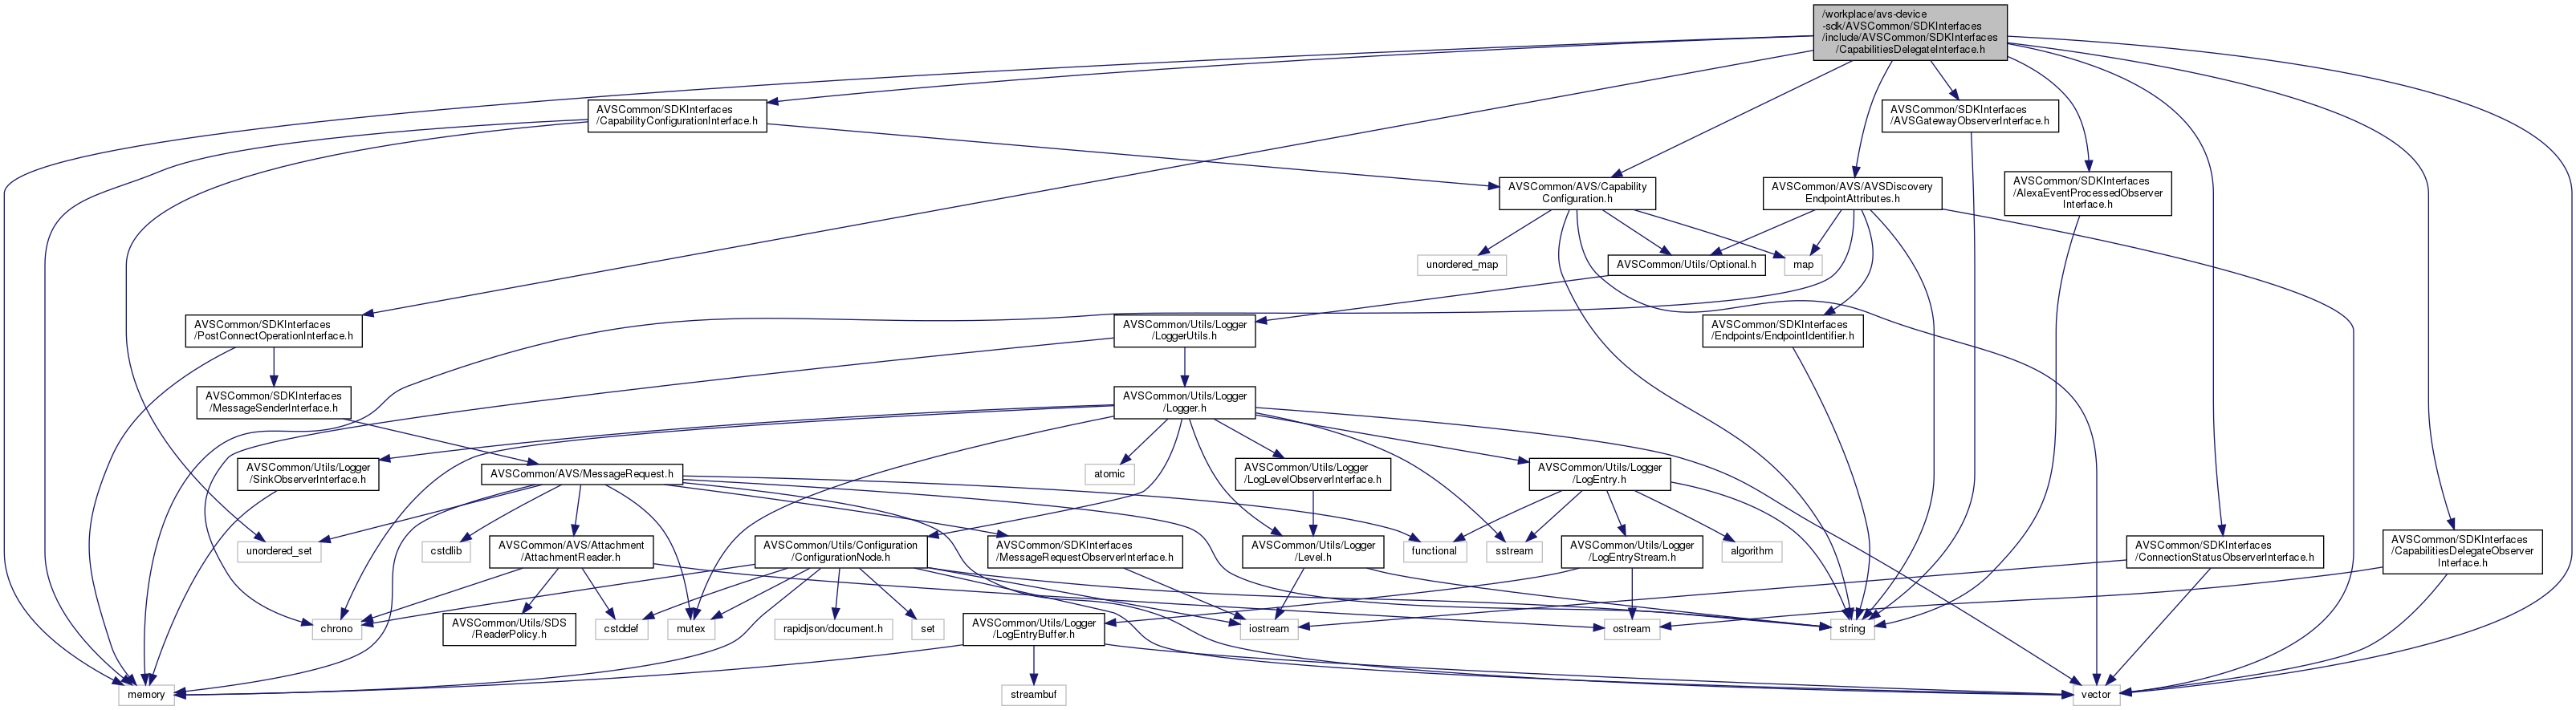 /workplace/avs-device
-sdk/AVSCommon/SDKInterfaces
/include/AVSCommon/SDKInterfaces
/CapabilitiesDelegateInterface.h
AVSCommon/SDKInterfaces
/CapabilityConfigurationInterface.h
AVSCommon/SDKInterfaces
/AVSGatewayObserverInterface.h
AVSCommon/AVS/Capability
Configuration.h
AVSCommon/AVS/AVSDiscovery
EndpointAttributes.h
AVSCommon/SDKInterfaces
/AlexaEventProcessedObserver
Interface.h
unordered_map
AVSCommon/Utils/Optional.h
map
AVSCommon/SDKInterfaces
/PostConnectOperationInterface.h
AVSCommon/Utils/Logger
/LoggerUtils.h
AVSCommon/SDKInterfaces
/Endpoints/EndpointIdentifier.h
AVSCommon/SDKInterfaces
/MessageSenderInterface.h
AVSCommon/Utils/Logger
/Logger.h
AVSCommon/Utils/Logger
/SinkObserverInterface.h
AVSCommon/AVS/MessageRequest.h
atomic
AVSCommon/Utils/Logger
/LogLevelObserverInterface.h
AVSCommon/Utils/Logger
/LogEntry.h
unordered_set
cstdlib
AVSCommon/AVS/Attachment
/AttachmentReader.h
AVSCommon/Utils/Configuration
/ConfigurationNode.h
AVSCommon/SDKInterfaces
/MessageRequestObserverInterface.h
AVSCommon/Utils/Logger
/Level.h
functional
sstream
AVSCommon/Utils/Logger
/LogEntryStream.h
algorithm
AVSCommon/SDKInterfaces
/ConnectionStatusObserverInterface.h
AVSCommon/SDKInterfaces
/CapabilitiesDelegateObserver
Interface.h
chrono
AVSCommon/Utils/SDS
/ReaderPolicy.h
cstddef
mutex
rapidjson/document.h
set
AVSCommon/Utils/Logger
/LogEntryBuffer.h
iostream
ostream
string
memory
streambuf
vector